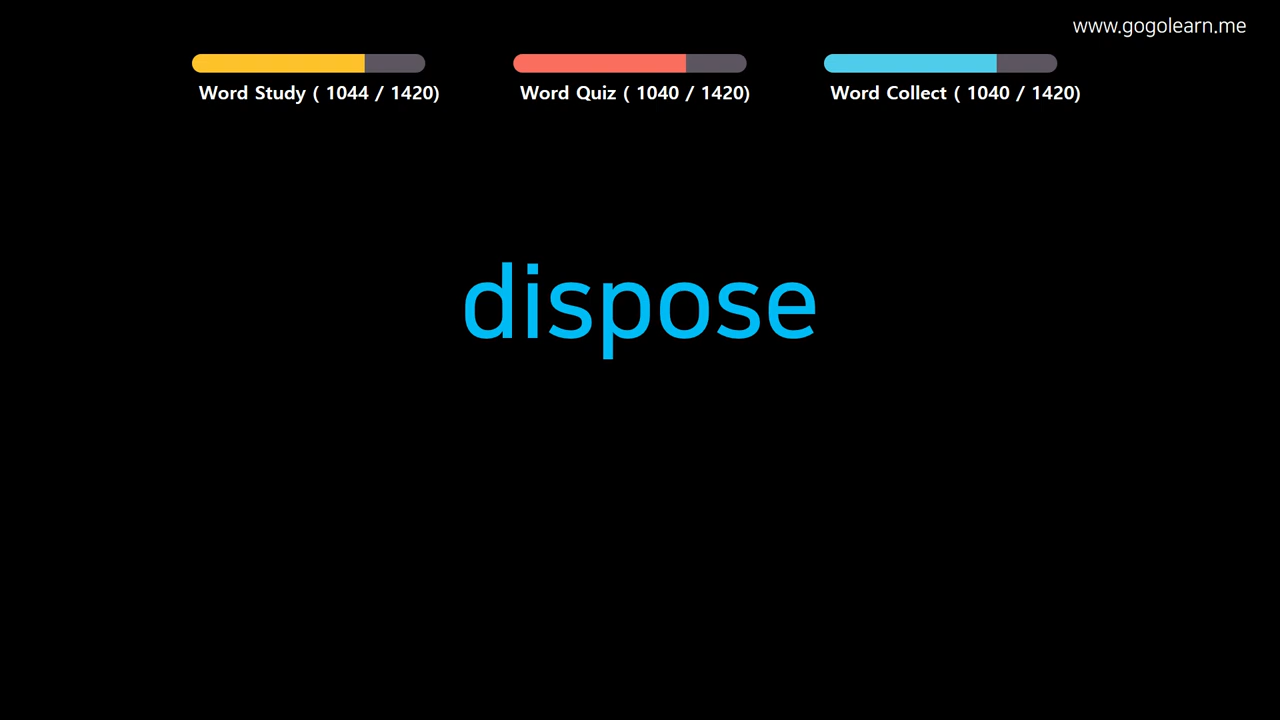 www.gogolearn.me
Word Study ( 1044 / 1420)
Word Quiz ( 1040 / 1420)
Word Collect ( 1040 / 1420)
dispose